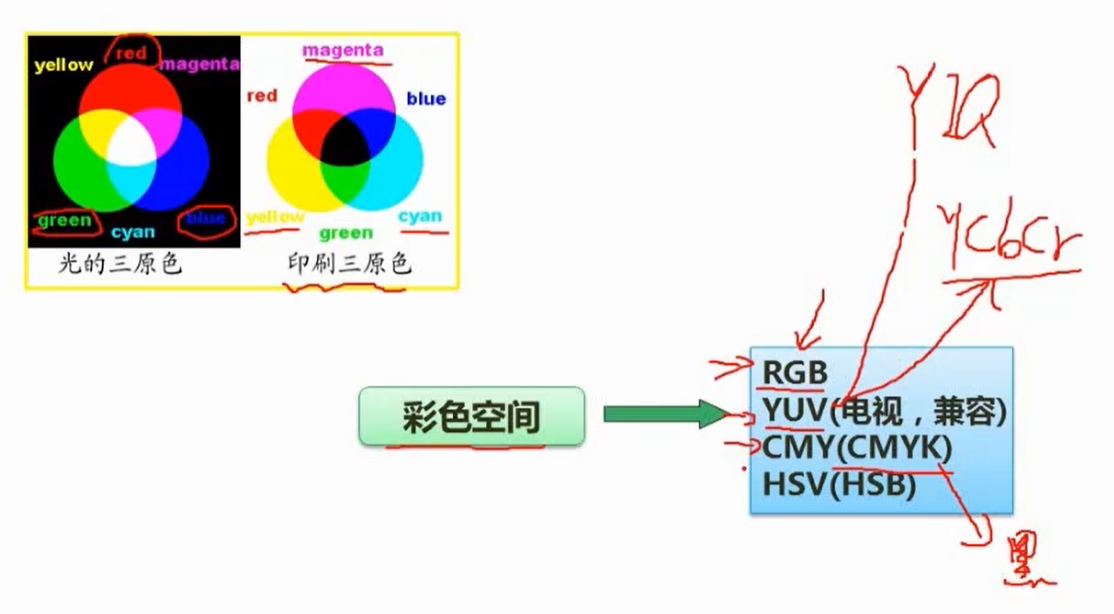 yellow
red
magenta
green
blue
cyan
光的三原色
magenta
red
blue
yellow
cyan
green
印刷三原色
YIQ
YCbCr
彩色空间
RGB
YUV(电视，兼容)
CMY(CMYK)
HSV(HSB)
黑